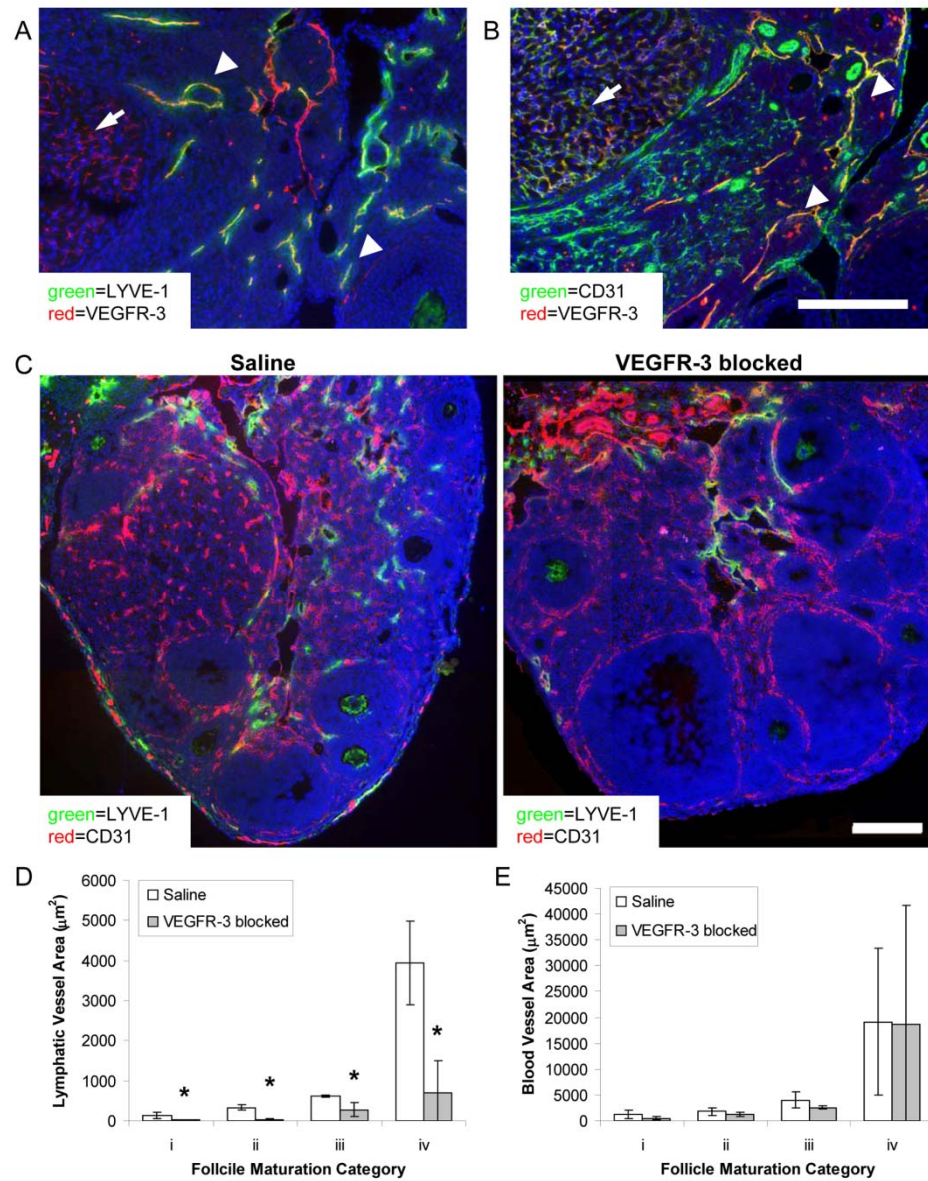 A
B
green=LYVE-1
red=VEGFR-3
green=CD31
red=VEGFR-3
C
Saline
VEGFR-3 blocked
green=LYVE-1
red=CD31
green=LYVE-1
red=CD31
D
Lymphatic Vessel Area (μm²)
6000
5000
4000
3000
2000
1000
0
Saline
VEGFR-3 blocked
*
*
*
*
i
ii
iii
iv
Follcile Maturation Category
E
Blood Vessel Area (μm²)
45000
40000
35000
30000
25000
20000
15000
10000
5000
0
Saline
VEGFR-3 blocked
i
ii
iii
iv
Follicle Maturation Category